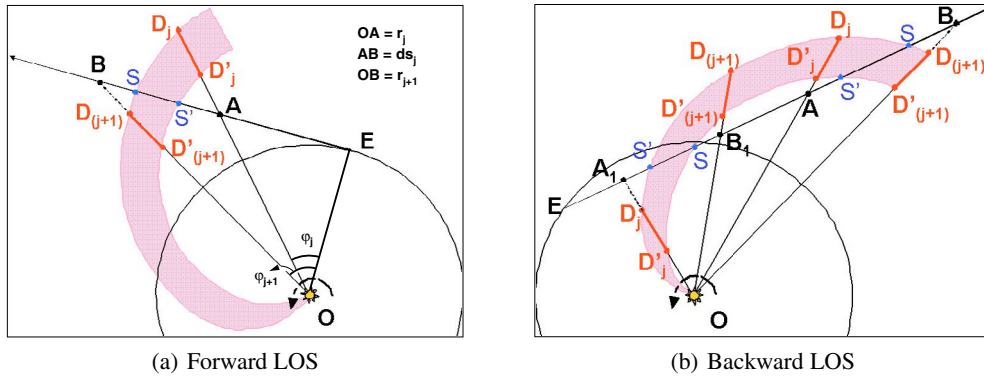 D_j
OA = r_j
AB = ds_j
OB = r_{j+1}
B
S
D'_j
S'
A
D_{(j+1)}
D'_{(j+1)}
E
φ_j
φ_{j+1}
O
(a) Forward LOS
B
D_j
S
D_{(j+1)}
D_{(j+1)}
D'_j
S'
A
D'_{(j+1)}
D'_{(j+1)}
B_1
S'
S
A_1
E
D_j
D'_j
O
(b) Backward LOS